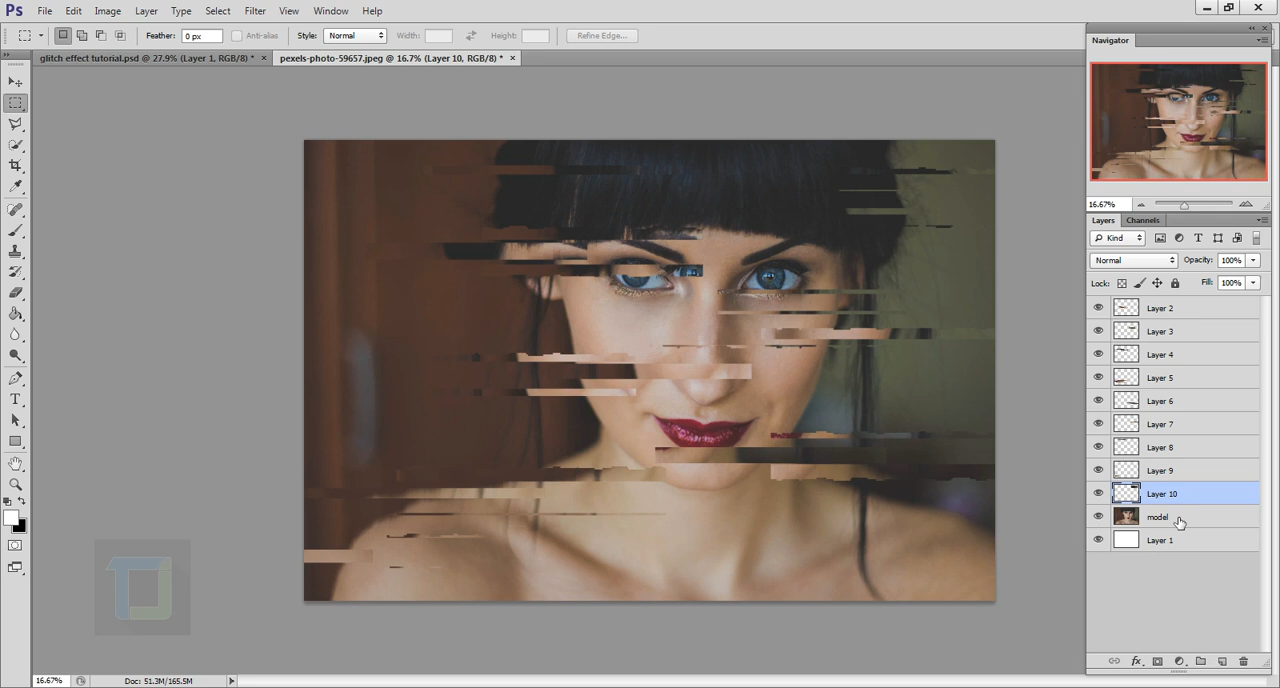 Ps File Edit Image Layer Type Select Filter View Window Help
Feather: 0 px Anti-alias Style: Normal Width: Height: Refine Edge...
glitch effect tutorial.psd @ 27.9% (Layer 1, RGB/8) * × pexels-photo-59657.jpeg @ 16.7% (Layer 10, RGB/8) * ×
Navigator
16.67%
Layers Channels
Kind
Normal Opacity: 100%
Lock: Fill: 100%
Layer 2
Layer 3
Layer 4
Layer 5
Layer 6
Layer 7
Layer 8
Layer 9
Layer 10
model
Layer 1
fx
16.67% Doc: 51.3M/165.5M